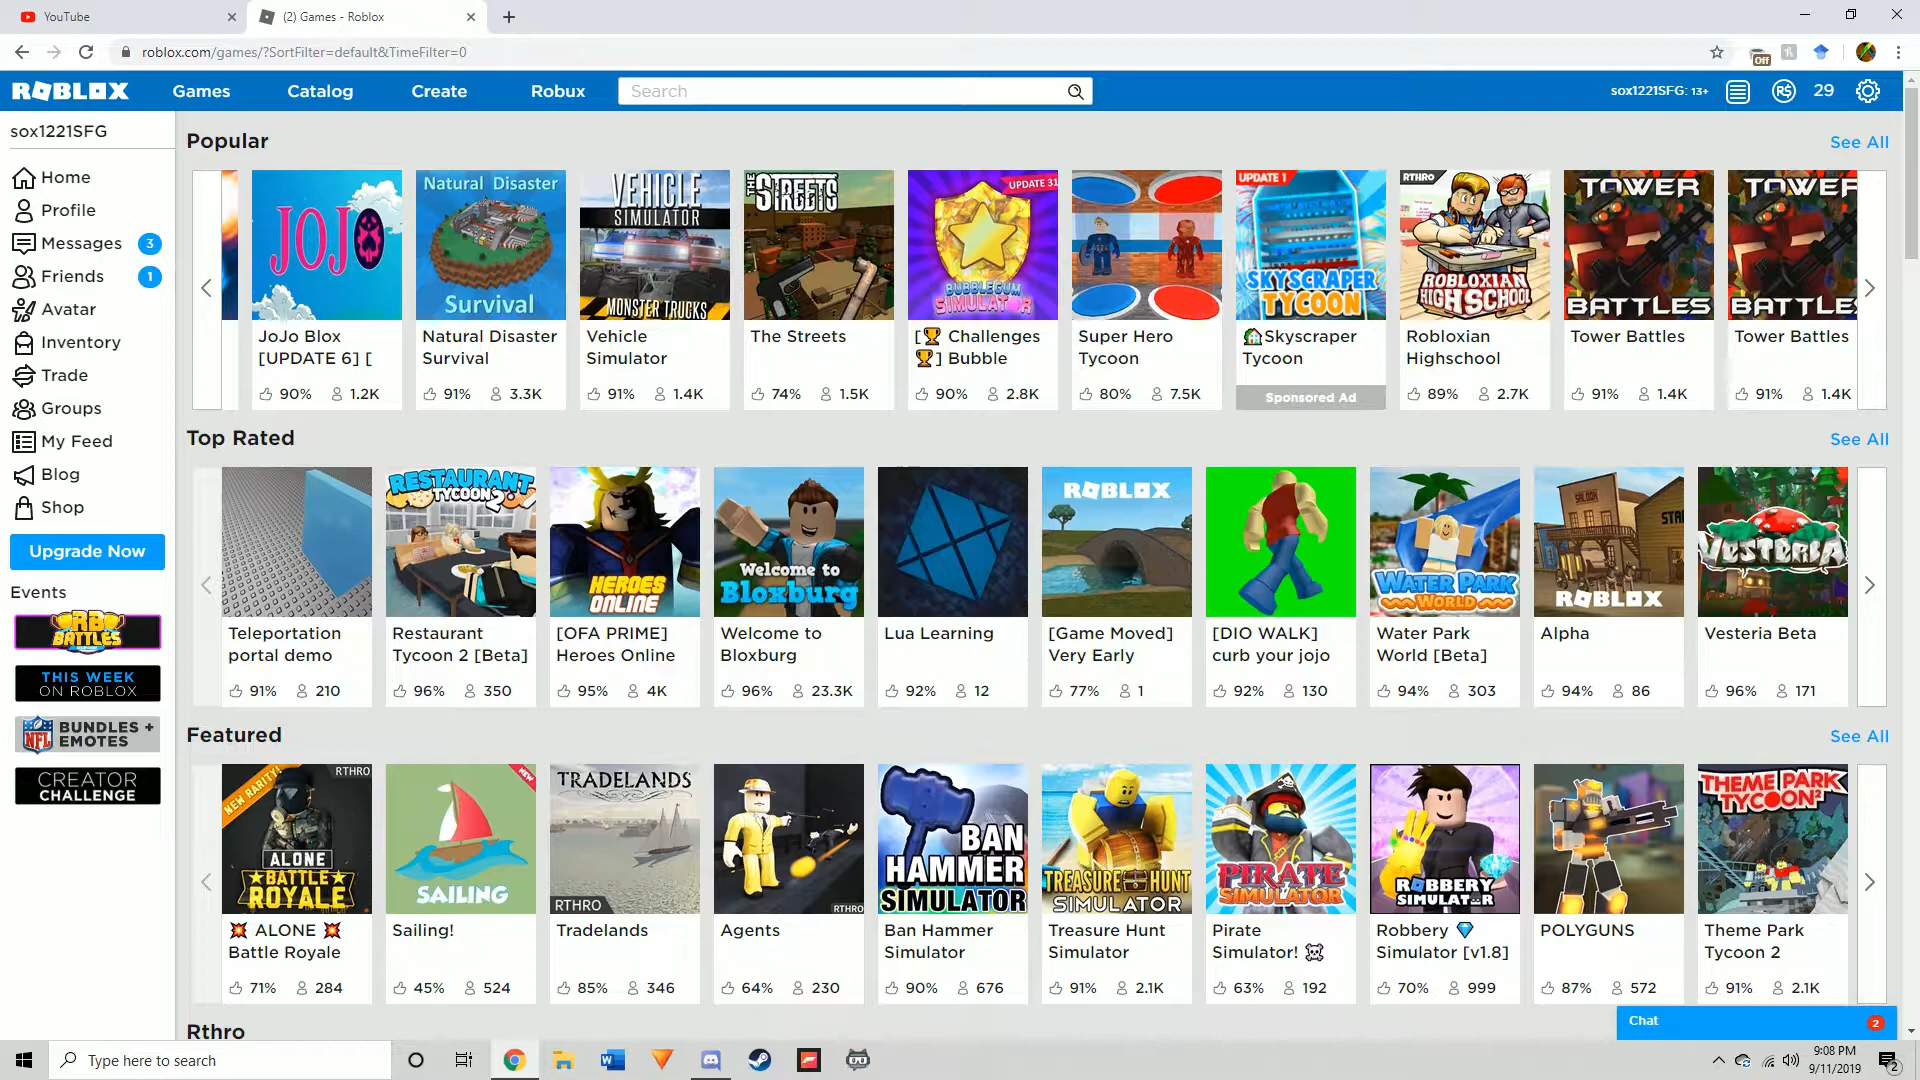 YouTube
(2) Games - Roblox
roblox.com/games/?SortFilter=default&TimeFilter=0
Off
ROBLOX
Games
Catalog
Create
Robux
Search
sox1221SFG: 13+
R$
29
sox1221SFG
Home
Profile
Messages 3
Friends 1
Avatar
Inventory
Trade
Groups
My Feed
Blog
Shop
Upgrade Now
Events
RB BATTLES
THIS WEEK
ON ROBLOX
NFL
BUNDLES +
EMOTES
CREATOR
CHALLENGE
Popular
See All
JOJO
JoJo Blox
[UPDATE 6] [
90% 1.2K
Natural Disaster
Survival
Natural Disaster
Survival
91% 3.3K
VEHICLE
SIMULATOR
MONSTER TRUCKS
Vehicle
Simulator
91% 1.4K
THE STREETS
The Streets
74% 1.5K
UPDATE 31
BUBBLEGUM
SIMULATOR
[🏆 Challenges
🏆] Bubble
90% 2.8K
Super Hero
Tycoon
80% 7.5K
UPDATE 1
SKYSCRAPER
TYCOON
🏠Skyscraper
Tycoon
Sponsored Ad
RTHRO
ROBLOXIAN
HIGHSCHOOL
Robloxian
Highschool
89% 2.7K
TOWER
BATTLES
Tower Battles
91% 1.4K
TOWER
BATTLE
Tower Battles
91% 1.4K
Top Rated
See All
Teleportation
portal demo
91% 210
RESTAURANT
TYCOON 2
Restaurant
Tycoon 2 [Beta]
96% 350
HEROES
ONLINE
[OFA PRIME]
Heroes Online
95% 4K
Welcome to
Bloxburg
Welcome to
Bloxburg
96% 23.3K
Lua Learning
92% 12
ROBLOX
[Game Moved]
Very Early
77% 1
[DIO WALK]
curb your jojo
92% 130
WATER PARK
WORLD
Water Park
World [Beta]
94% 303
SALOON
STA
ROBLOX
Alpha
94% 86
VESTERIA
Vesteria Beta
96% 171
Featured
See All
NEW RARITY!
RTHRO
ALONE
BATTLE
ROYALE
💥 ALONE 💥
Battle Royale
71% 284
NEW
SAILING
Sailing!
45% 524
TRADELANDS
RTHRO
Tradelands
85% 346
RTHRO
Agents
64% 230
BAN
HAMMER
SIMULATOR
Ban Hammer
Simulator
90% 676
TREASURE HUNT
SIMULATOR
Treasure Hunt
Simulator
91% 2.1K
PIRATE
SIMULATOR
Pirate
Simulator! ☠
63% 192
ROBBERY
SIMULATOR
Robbery 💎
Simulator [v1.8]
70% 999
POLYGUNS
87% 572
THEME PARK
TYCOON 2
Theme Park
Tycoon 2
91% 2.1K
Rthro
Chat 2
Type here to search
9:08 PM
9/11/2019
2